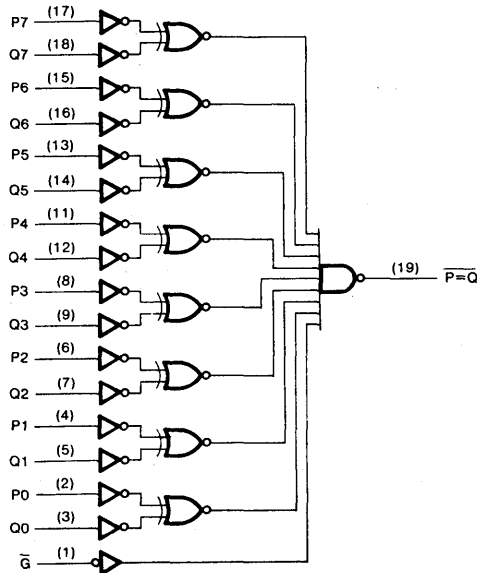 P7 (17)
Q7 (18)
P6 (15)
Q6 (16)
P5 (13)
Q5 (14)
P4 (11)
Q4 (12)
P3 (8)
Q3 (9)
P2 (6)
Q2 (7)
P1 (4)
Q1 (5)
P0 (2)
Q0 (3)
G̅ (1)
(19) P̅=̅Q̅